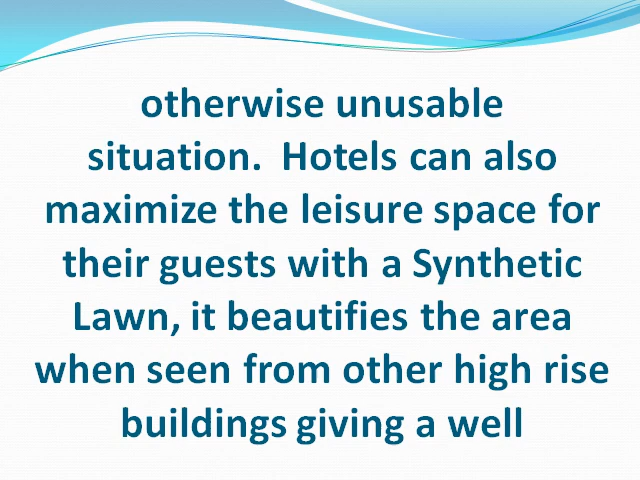 otherwise unusable
situation.  Hotels can also
maximize the leisure space for
their guests with a Synthetic
Lawn, it beautifies the area
when seen from other high rise
buildings giving a well